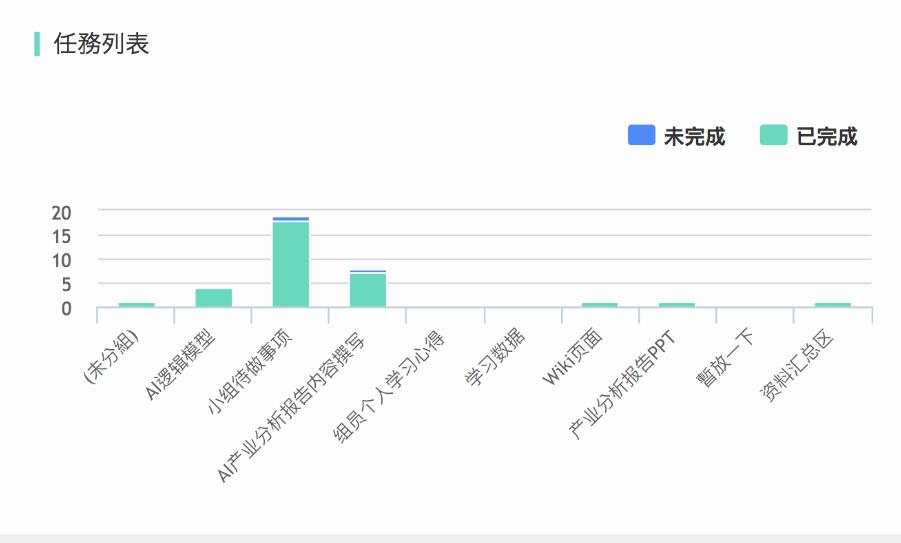 任務列表
未完成
已完成
20
15
10
5
0
(未分組)
AI逻辑模型
小组待做事项
AI产业分析报告内容撰写
组员个人学习心得
学习数据
Wiki页面
产业分析报告PPT
暫放一下
资料汇总区